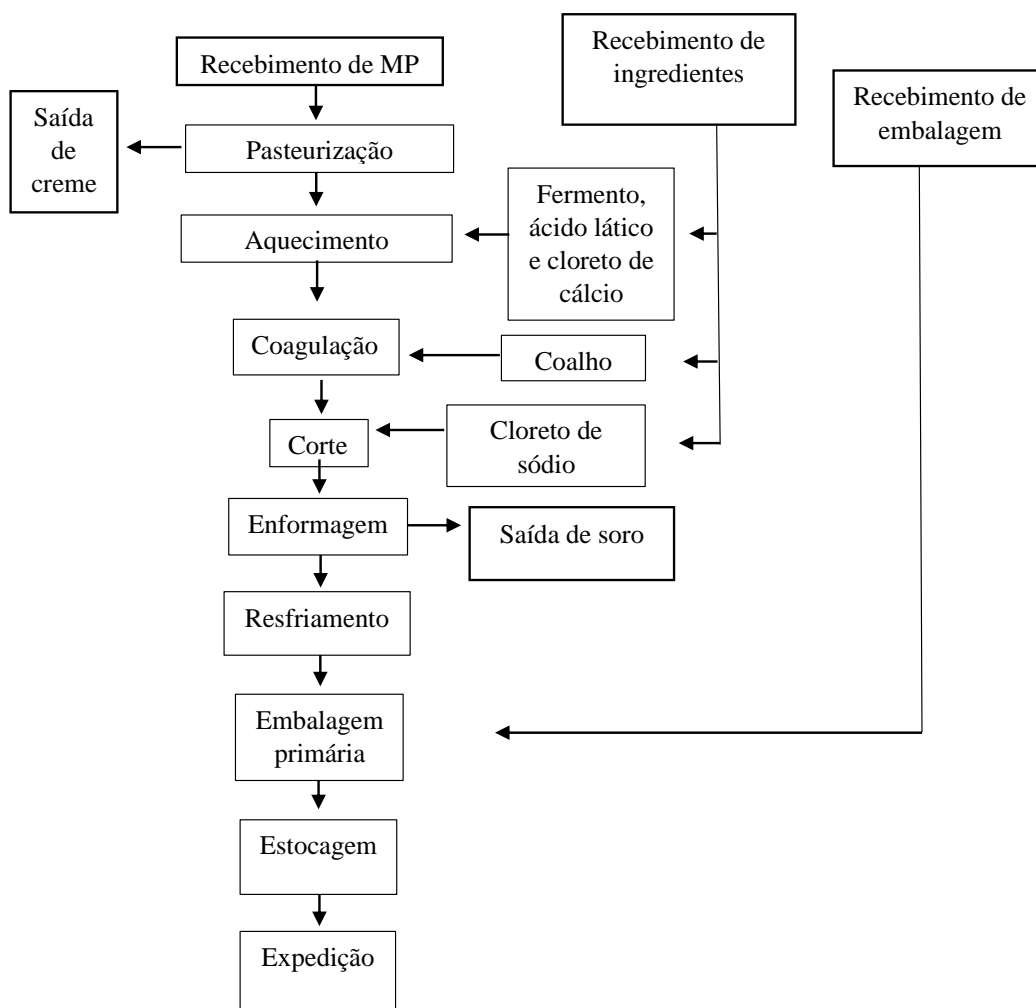 Recebimento de MP
Recebimento de
ingredientes
Recebimento de
embalagem
Saída
de
creme
Pasteurização
Aquecimento
Fermento,
ácido lático
e cloreto de
cálcio
Coagulação
Coalho
Corte
Cloreto de
sódio
Enformagem
Saída de soro
Resfriamento
Embalagem
primária
Estocagem
Expedição